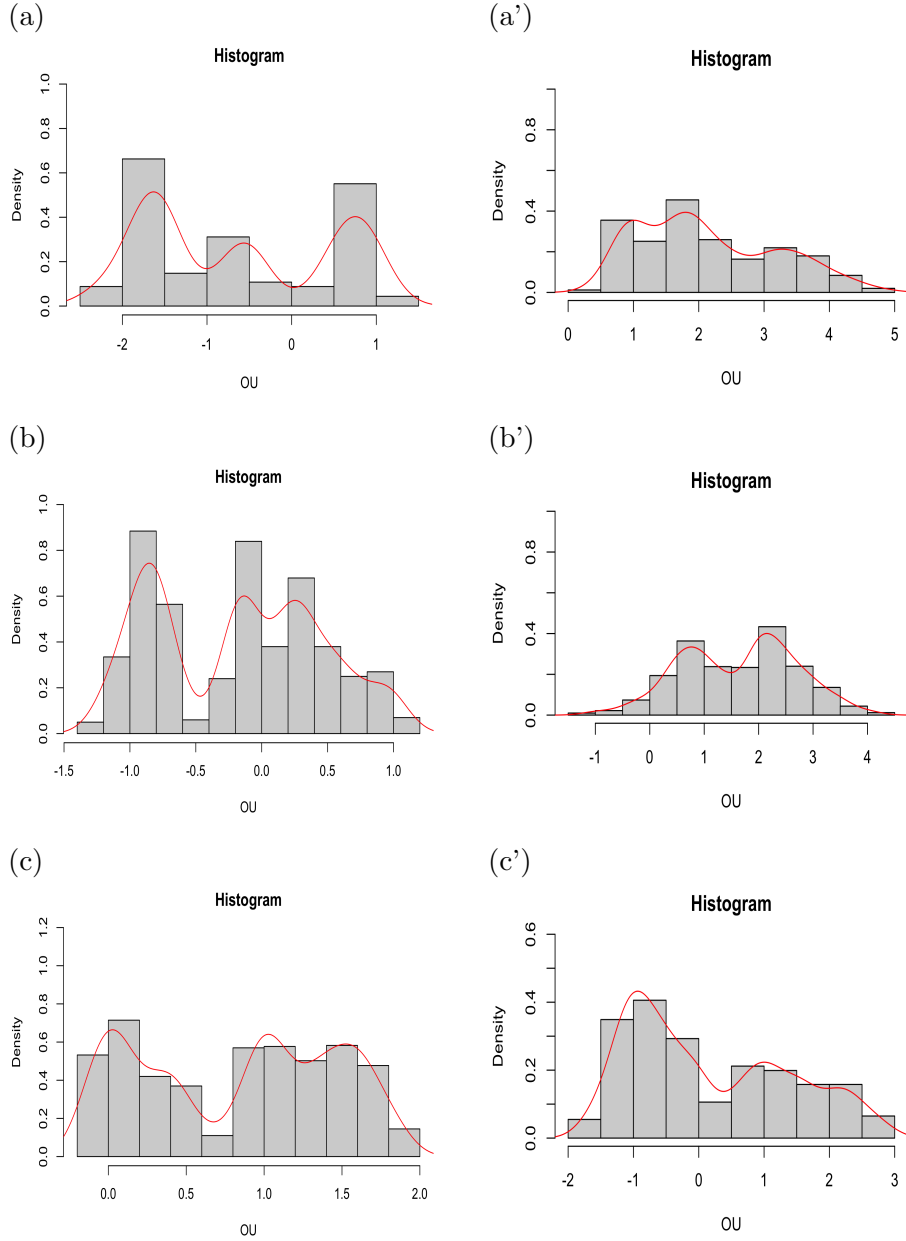 (a)
Histogram
Density
0.0 0.2 0.4 0.6 0.8 1.0
-2 -1 0 1
OU
(a')
Histogram
Density
0.0 0.4 0.8
0 1 2 3 4 5
OU
(b)
Histogram
Density
0.0 0.2 0.4 0.6 0.8 1.0
-1.5 -1.0 -0.5 0.0 0.5 1.0
OU
(b')
Histogram
Density
0.0 0.4 0.8
-1 0 1 2 3 4
OU
(c)
Histogram
Density
0.0 0.2 0.4 0.6 0.8 1.0 1.2
0.0 0.5 1.0 1.5 2.0
OU
(c')
Histogram
Density
0.0 0.2 0.4 0.6
-2 -1 0 1 2 3
OU